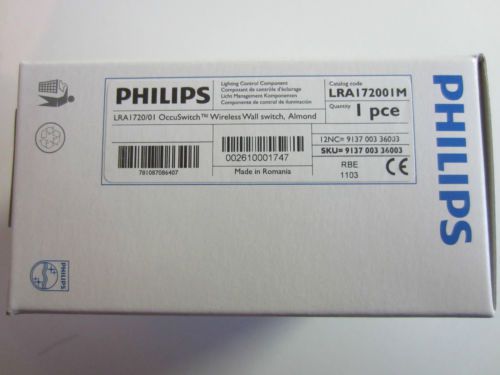 PHILIPS
Lighting Control Component
Composant de contrôle d'éclairage
Licht Management Komponenten
Componente de control de iluminación
Catalog code
LRA172001M
Quantity
1 pce
LRA1720/01 OccuSwitch™ Wireless Wall switch, Almond
12NC= 9137 003 36003
SKU= 9137 003 36003
781087086407
002610001747
Made in Romania
RBE
1103
CE
PHILIPS
PHILIPS